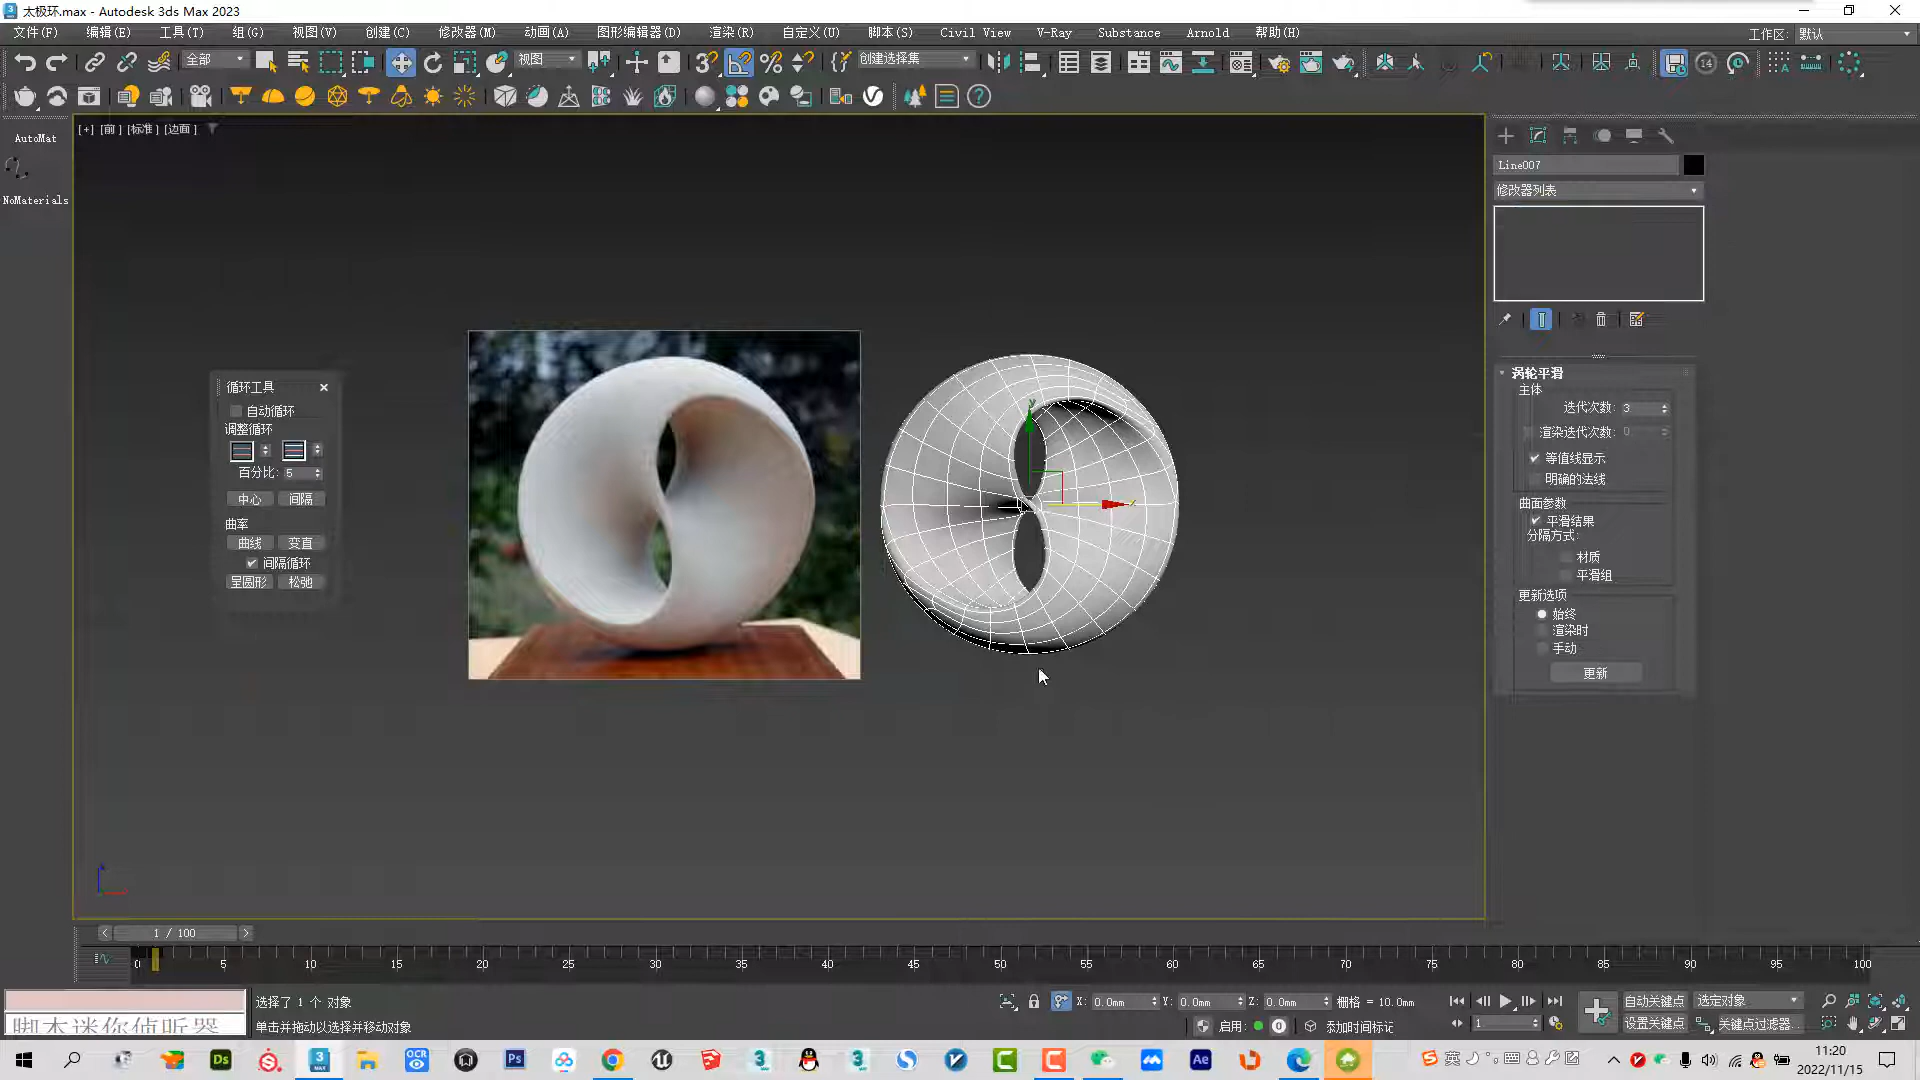 太极环.max - Autodesk 3ds Max 2023
文件(F) 编辑(E) 工具(T) 组(G) 视图(V) 创建(C) 修改器(M) 动画(A) 图形编辑器(D) 渲染(R) 自定义(U) 脚本(S) Civil View V-Ray Substance Arnold 帮助(H)
工作区: 默认
全部
视图
创建选择集
14
[+] [前] [标准] [边面]
AutoMat
NoMaterials
Line007
修改器列表
循环工具
自动循环
调整循环
百分比: 5
中心 间隔
曲率
曲线 变直
间隔循环
呈圆形 松弛
y
x
涡轮平滑
主体
迭代次数: 3
渲染迭代次数: 0
等值线显示
明确的法线
曲面参数
平滑结果
分隔方式:
材质
平滑组
更新选项
始终
渲染时
手动
更新
1 / 100
0 5 10 15 20 25 30 35 40 45 50 55 60 65 70 75 80 85 90 95 100
选择了 1 个 对象
X: 0.0mm Y: 0.0mm Z: 0.0mm 栅格 = 10.0mm
自动关键点 选定对象
脚本迷你侦听器
单击并拖动以选择并移动对象
启用: 0 添加时间标记
1
设置关键点 关键点过滤器...
英
11:20
2022/11/15